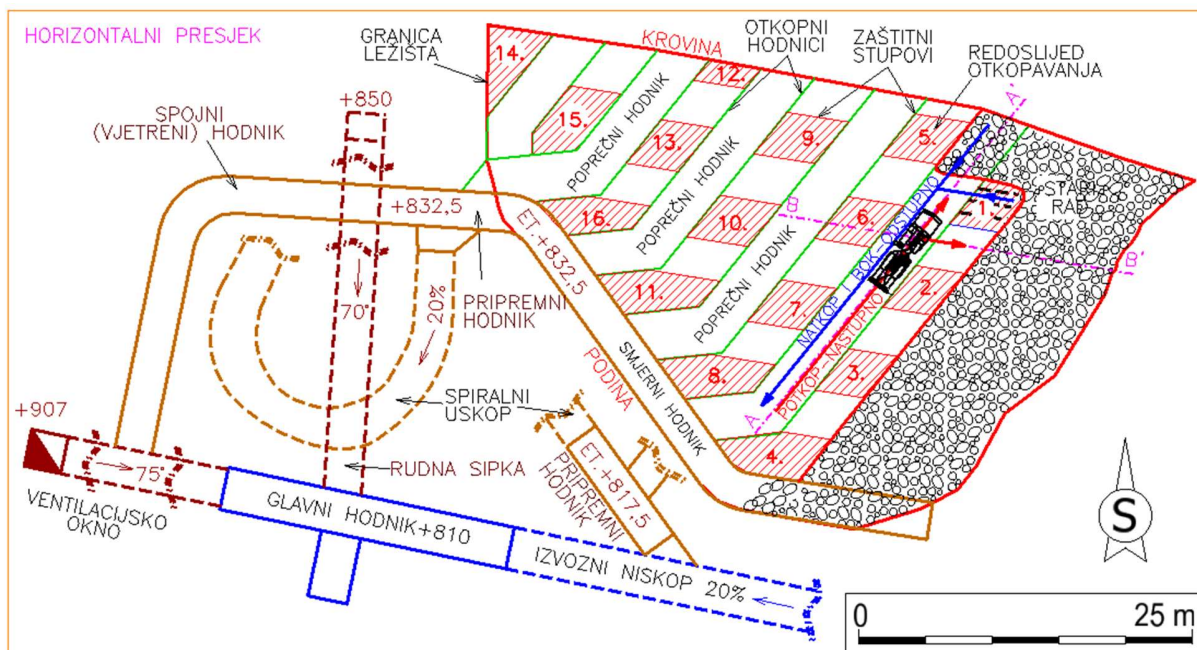 HORIZONTALNI PRESJEK
GRANICA
LEŽIŠTA
KROVINA
OTKOPNI
HODNICI
ZAŠTITNI
STUPOVI
REDOSLIJED
OTKOPAVANJA
14.
12.
+850
SPOJNI
(VJETRENI) HODNIK
15.
13.
9.
5.
A'
POPREČNI HODNIK
POPREČNI HODNIK
POPREČNI HODNIK
STARI
RAD
1.
+832,5
ET.+832,5
16.
10.
6.
B
B'
NATKOP I BOK-ODSTUPNO
POTKOP-NASTUPNO
20%
70°
PRIPREMNI
HODNIK
11.
7.
2.
PODINA
SMJERNI HODNIK
8.
3.
SPIRALNI
USKOP
A
4.
+907
75°
RUDNA SIPKA
ET.+817,5
PRIPREMNI
HODNIK
VENTILACIJSKO
OKNO
GLAVNI HODNIK+810
IZVOZNI NISKOP 20%
S
0
25 m